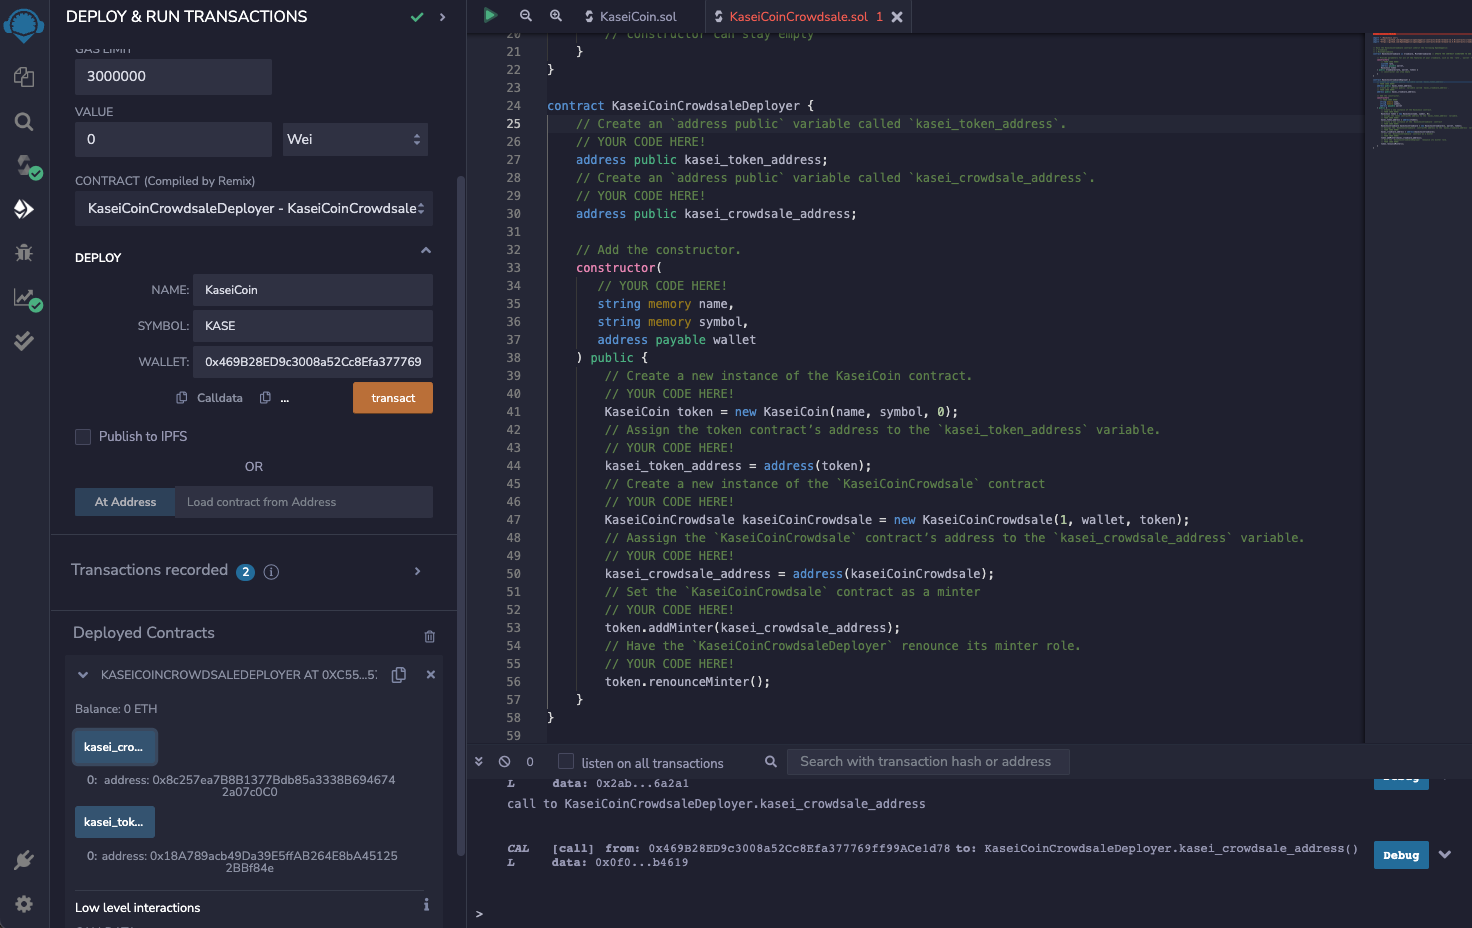 DEPLOY & RUN TRANSACTIONS
GAS LIMIT
3000000
VALUE
0
Wei
CONTRACT (Compiled by Remix)
KaseiCoinCrowdsaleDeployer - KaseiCoinCrowdsale
DEPLOY
NAME: KaseiCoin
SYMBOL: KASE
WALLET: 0x469B28ED9c3008a52Cc8Efa377769
Calldata ... transact
Publish to IPFS
OR
At Address Load contract from Address
Transactions recorded 2
Deployed Contracts
KASEICOINCROWDSALEDEPLOYER AT 0XC55...5
Balance: 0 ETH
kasei_cro...
0: address: 0x8c257ea7B8B1377Bdb85a3338B694674
2a07c0C0
kasei_tok...
0: address: 0x18A789acb49Da39E5ffAB264E8bA45125
2BBf84e
Low level interactions
KaseiCoin.sol KaseiCoinCrowdsale.sol 1
20 // Constructor can stay empty
21 }
22 }
23
24 contract KaseiCoinCrowdsaleDeployer {
25 // Create an `address public` variable called `kasei_token_address`.
26 // YOUR CODE HERE!
27 address public kasei_token_address;
28 // Create an `address public` variable called `kasei_crowdsale_address`.
29 // YOUR CODE HERE!
30 address public kasei_crowdsale_address;
31
32 // Add the constructor.
33 constructor(
34 // YOUR CODE HERE!
35 string memory name,
36 string memory symbol,
37 address payable wallet
38 ) public {
39 // Create a new instance of the KaseiCoin contract.
40 // YOUR CODE HERE!
41 KaseiCoin token = new KaseiCoin(name, symbol, 0);
42 // Assign the token contract’s address to the `kasei_token_address` variable.
43 // YOUR CODE HERE!
44 kasei_token_address = address(token);
45 // Create a new instance of the `KaseiCoinCrowdsale` contract
46 // YOUR CODE HERE!
47 KaseiCoinCrowdsale kaseiCoinCrowdsale = new KaseiCoinCrowdsale(1, wallet, token);
48 // Aassign the `KaseiCoinCrowdsale` contract’s address to the `kasei_crowdsale_address` variable.
49 // YOUR CODE HERE!
50 kasei_crowdsale_address = address(kaseiCoinCrowdsale);
51 // Set the `KaseiCoinCrowdsale` contract as a minter
52 // YOUR CODE HERE!
53 token.addMinter(kasei_crowdsale_address);
54 // Have the `KaseiCoinCrowdsaleDeployer` renounce its minter role.
55 // YOUR CODE HERE!
56 token.renounceMinter();
57 }
58 }
59
0 listen on all transactions Search with transaction hash or address
L data: 0x2ab...6a2a1 Debug
call to KaseiCoinCrowdsaleDeployer.kasei_crowdsale_address
CAL [call] from: 0x469B28ED9c3008a52Cc8Efa377769ff99ACe1d78 to: KaseiCoinCrowdsaleDeployer.kasei_crowdsale_address()
L data: 0x0f0...b4619 Debug
>